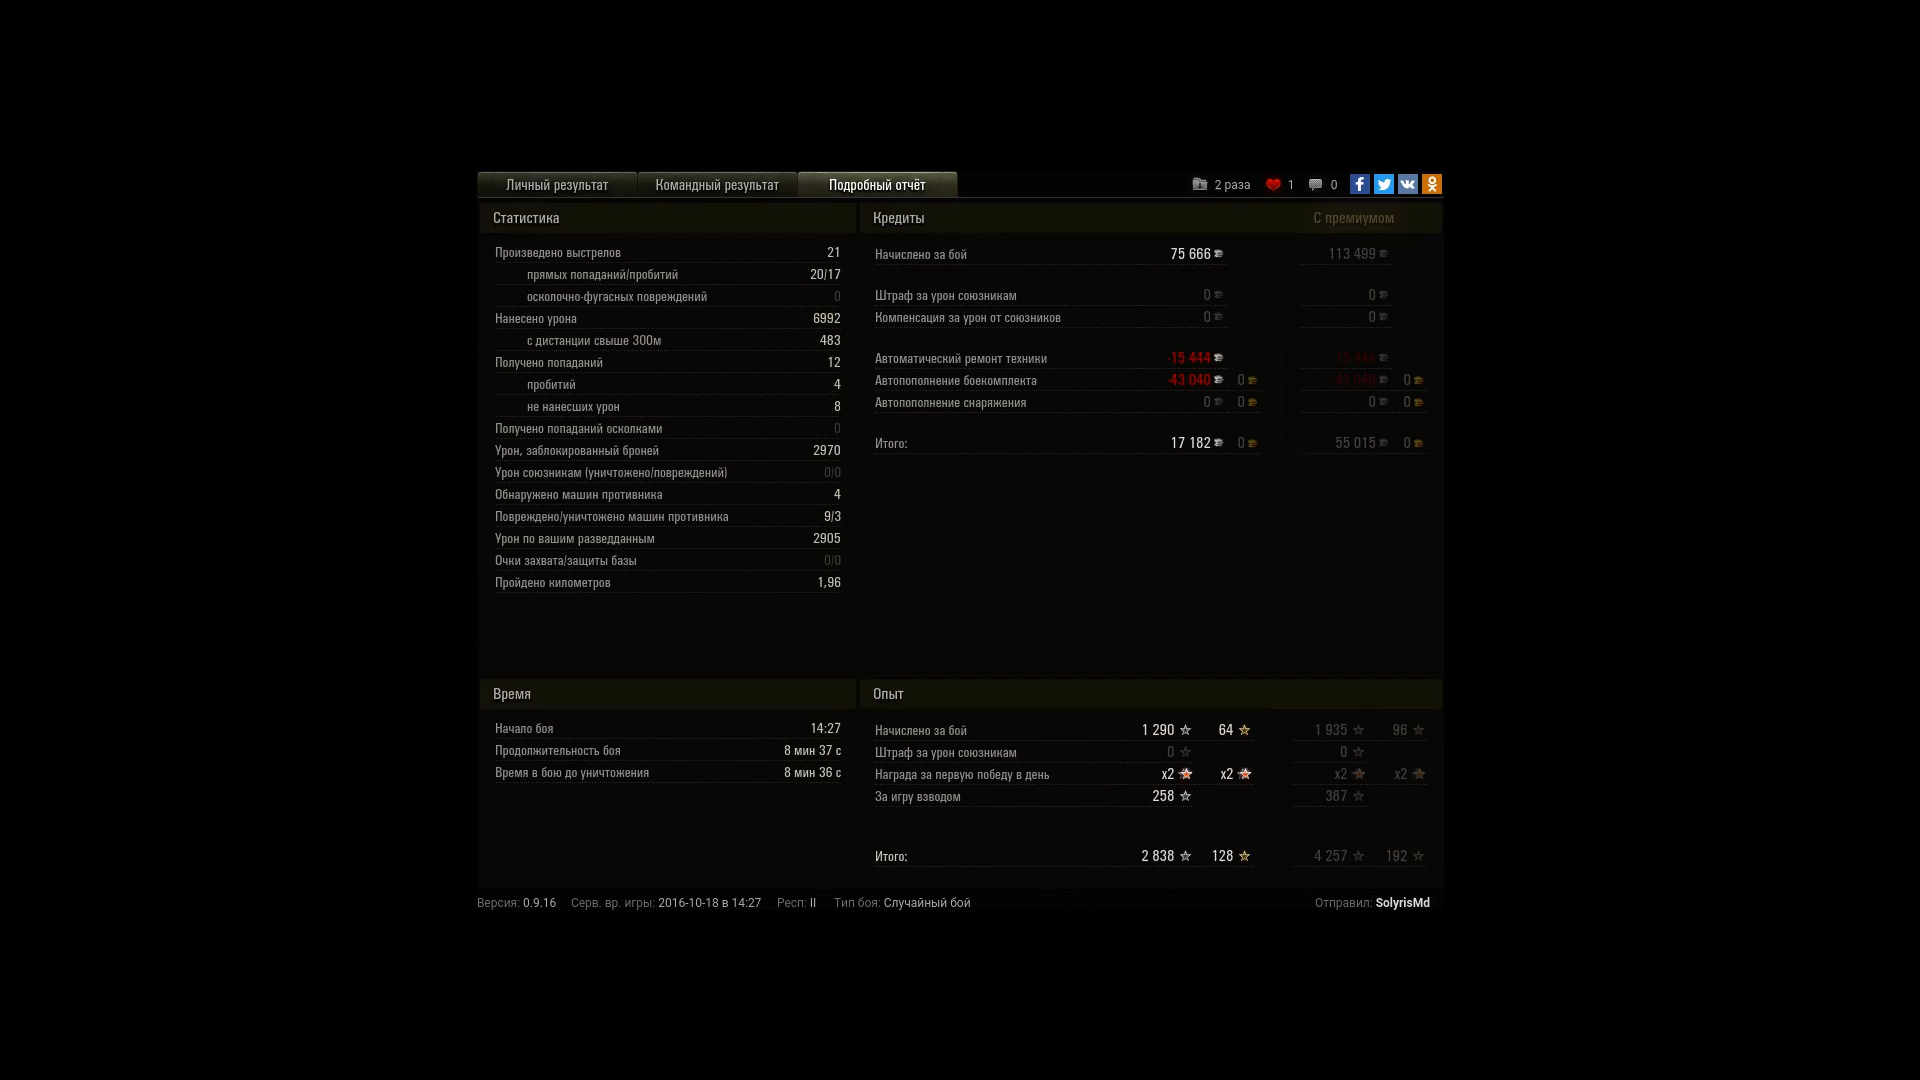 Личный результат Командный результат Подробный отчёт 2 раза 1 0
Статистика
Произведено выстрелов 21
прямых попаданий/пробитий 20/17
осколочно-фугасных повреждений 0
Нанесено урона 6992
с дистанции свыше 300м 483
Получено попаданий 12
пробитий 4
не нанесших урон 8
Получено попаданий осколками 0
Урон, заблокированный броней 2970
Урон союзникам (уничтожено/повреждений) 0/0
Обнаружено машин противника 4
Повреждено/уничтожено машин противника 9/3
Урон по вашим разведданным 2905
Очки захвата/защиты базы 0/0
Пройдено километров 1,96
Кредиты С премиумом
Начислено за бой 75 666 113 499
Штраф за урон союзникам 0 0
Компенсация за урон от союзников 0 0
Автоматический ремонт техники -15 444 -15 444
Автопополнение боекомплекта -43 040 0 -43 040 0
Автопополнение снаряжения 0 0 0 0
Итого: 17 182 0 55 015 0
Время
Начало боя 14:27
Продолжительность боя 8 мин 37 с
Время в бою до уничтожения 8 мин 36 с
Опыт
Начислено за бой 1 290 64 1 935 96
Штраф за урон союзникам 0 0
Награда за первую победу в день x2 x2 x2 x2
За игру взводом 258 387
Итого: 2 838 128 4 257 192
Версия: 0.9.16 Серв. вр. игры: 2016-10-18 в 14:27 Респ: II Тип боя: Случайный бой Отправил: SolyrisMd